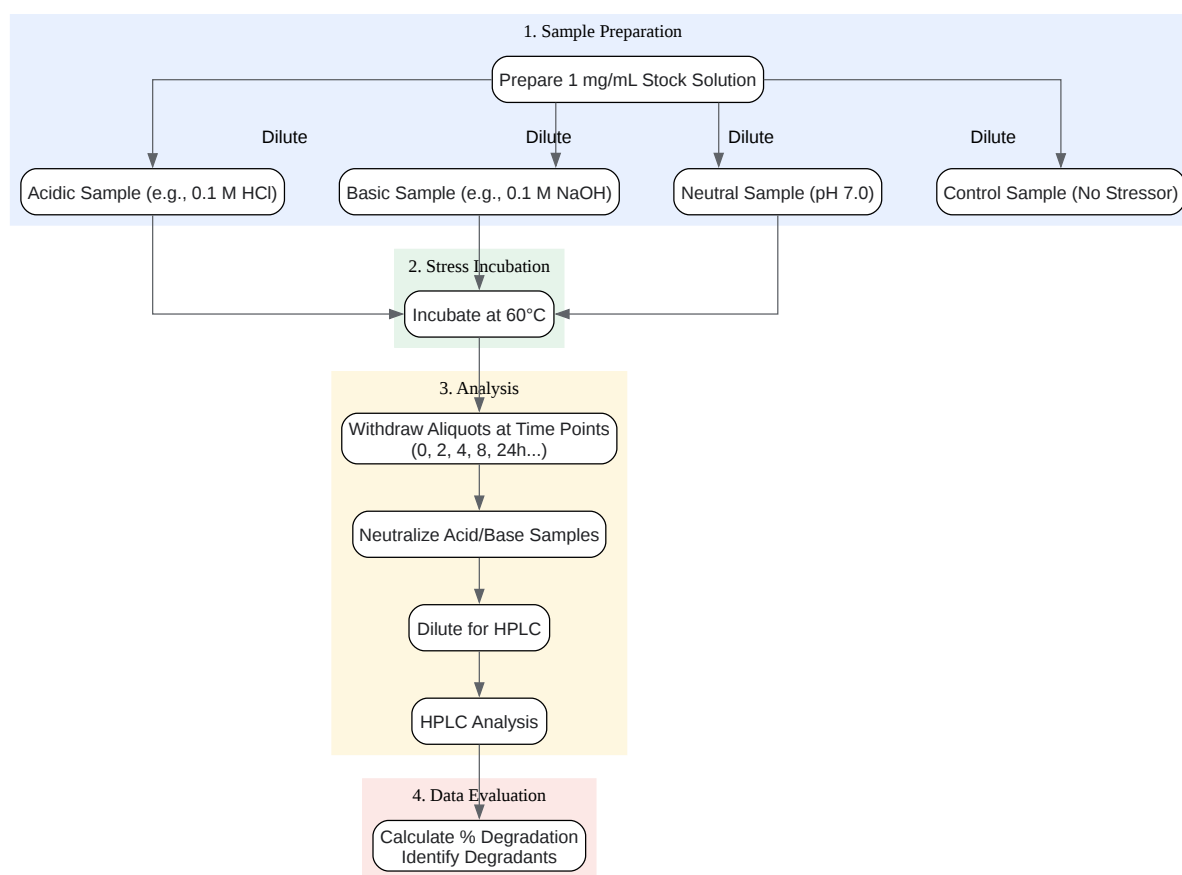 1. Sample Preparation
Prepare 1 mg/mL Stock Solution
Dilute
Dilute
Dilute
Dilute
Acidic Sample (e.g., 0.1 M HCl)
Basic Sample (e.g., 0.1 M NaOH)
Neutral Sample (pH 7.0)
Control Sample (No Stressor)
2. Stress Incubation
Incubate at 60°C
3. Analysis
Withdraw Aliquots at Time Points
(0, 2, 4, 8, 24h...)
Neutralize Acid/Base Samples
Dilute for HPLC
HPLC Analysis
4. Data Evaluation
Calculate % Degradation
Identify Degradants